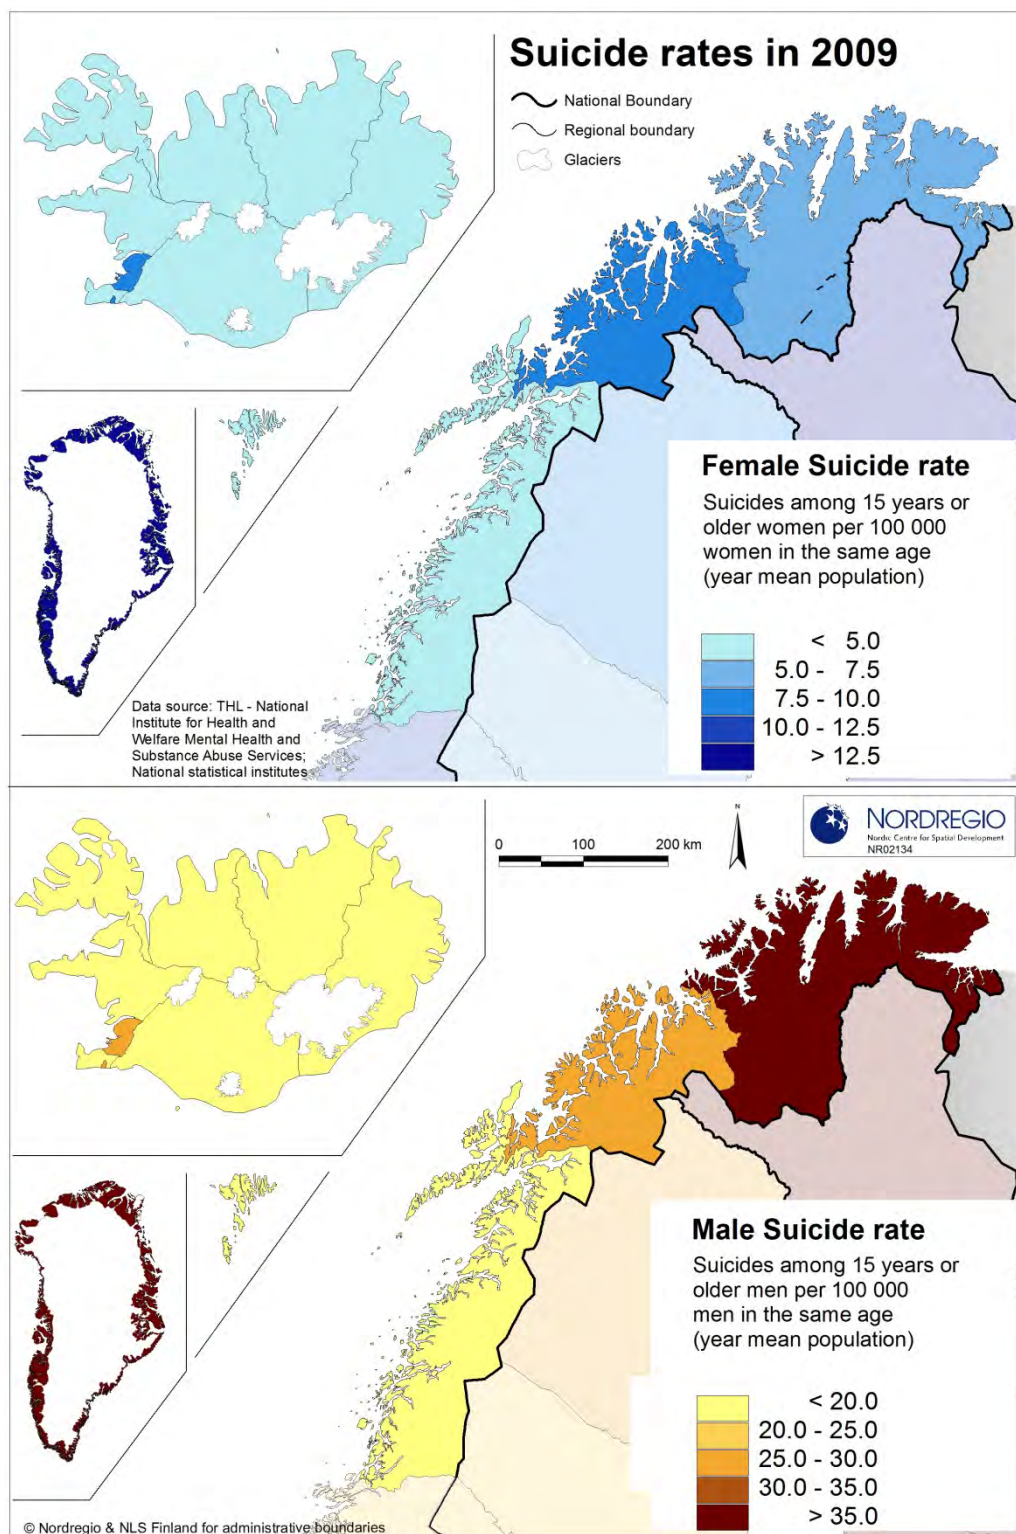 Suicide rates in 2009
National Boundary
Regional boundary
Glaciers
Female Suicide rate
Suicides among 15 years or
older women per 100 000
women in the same age
(year mean population)
< 5.0
5.0 - 7.5
7.5 - 10.0
10.0 - 12.5
> 12.5
Data source: THL - National
Institute for Health and
Welfare Mental Health and
Substance Abuse Services;
National statistical institutes
0 100 200 km
N
NORDREGIO
Nordic Centre for Spatial Development
NR02134
Male Suicide rate
Suicides among 15 years or
older men per 100 000
men in the same age
(year mean population)
< 20.0
20.0 - 25.0
25.0 - 30.0
30.0 - 35.0
> 35.0
© Nordregio & NLS Finland for administrative boundaries